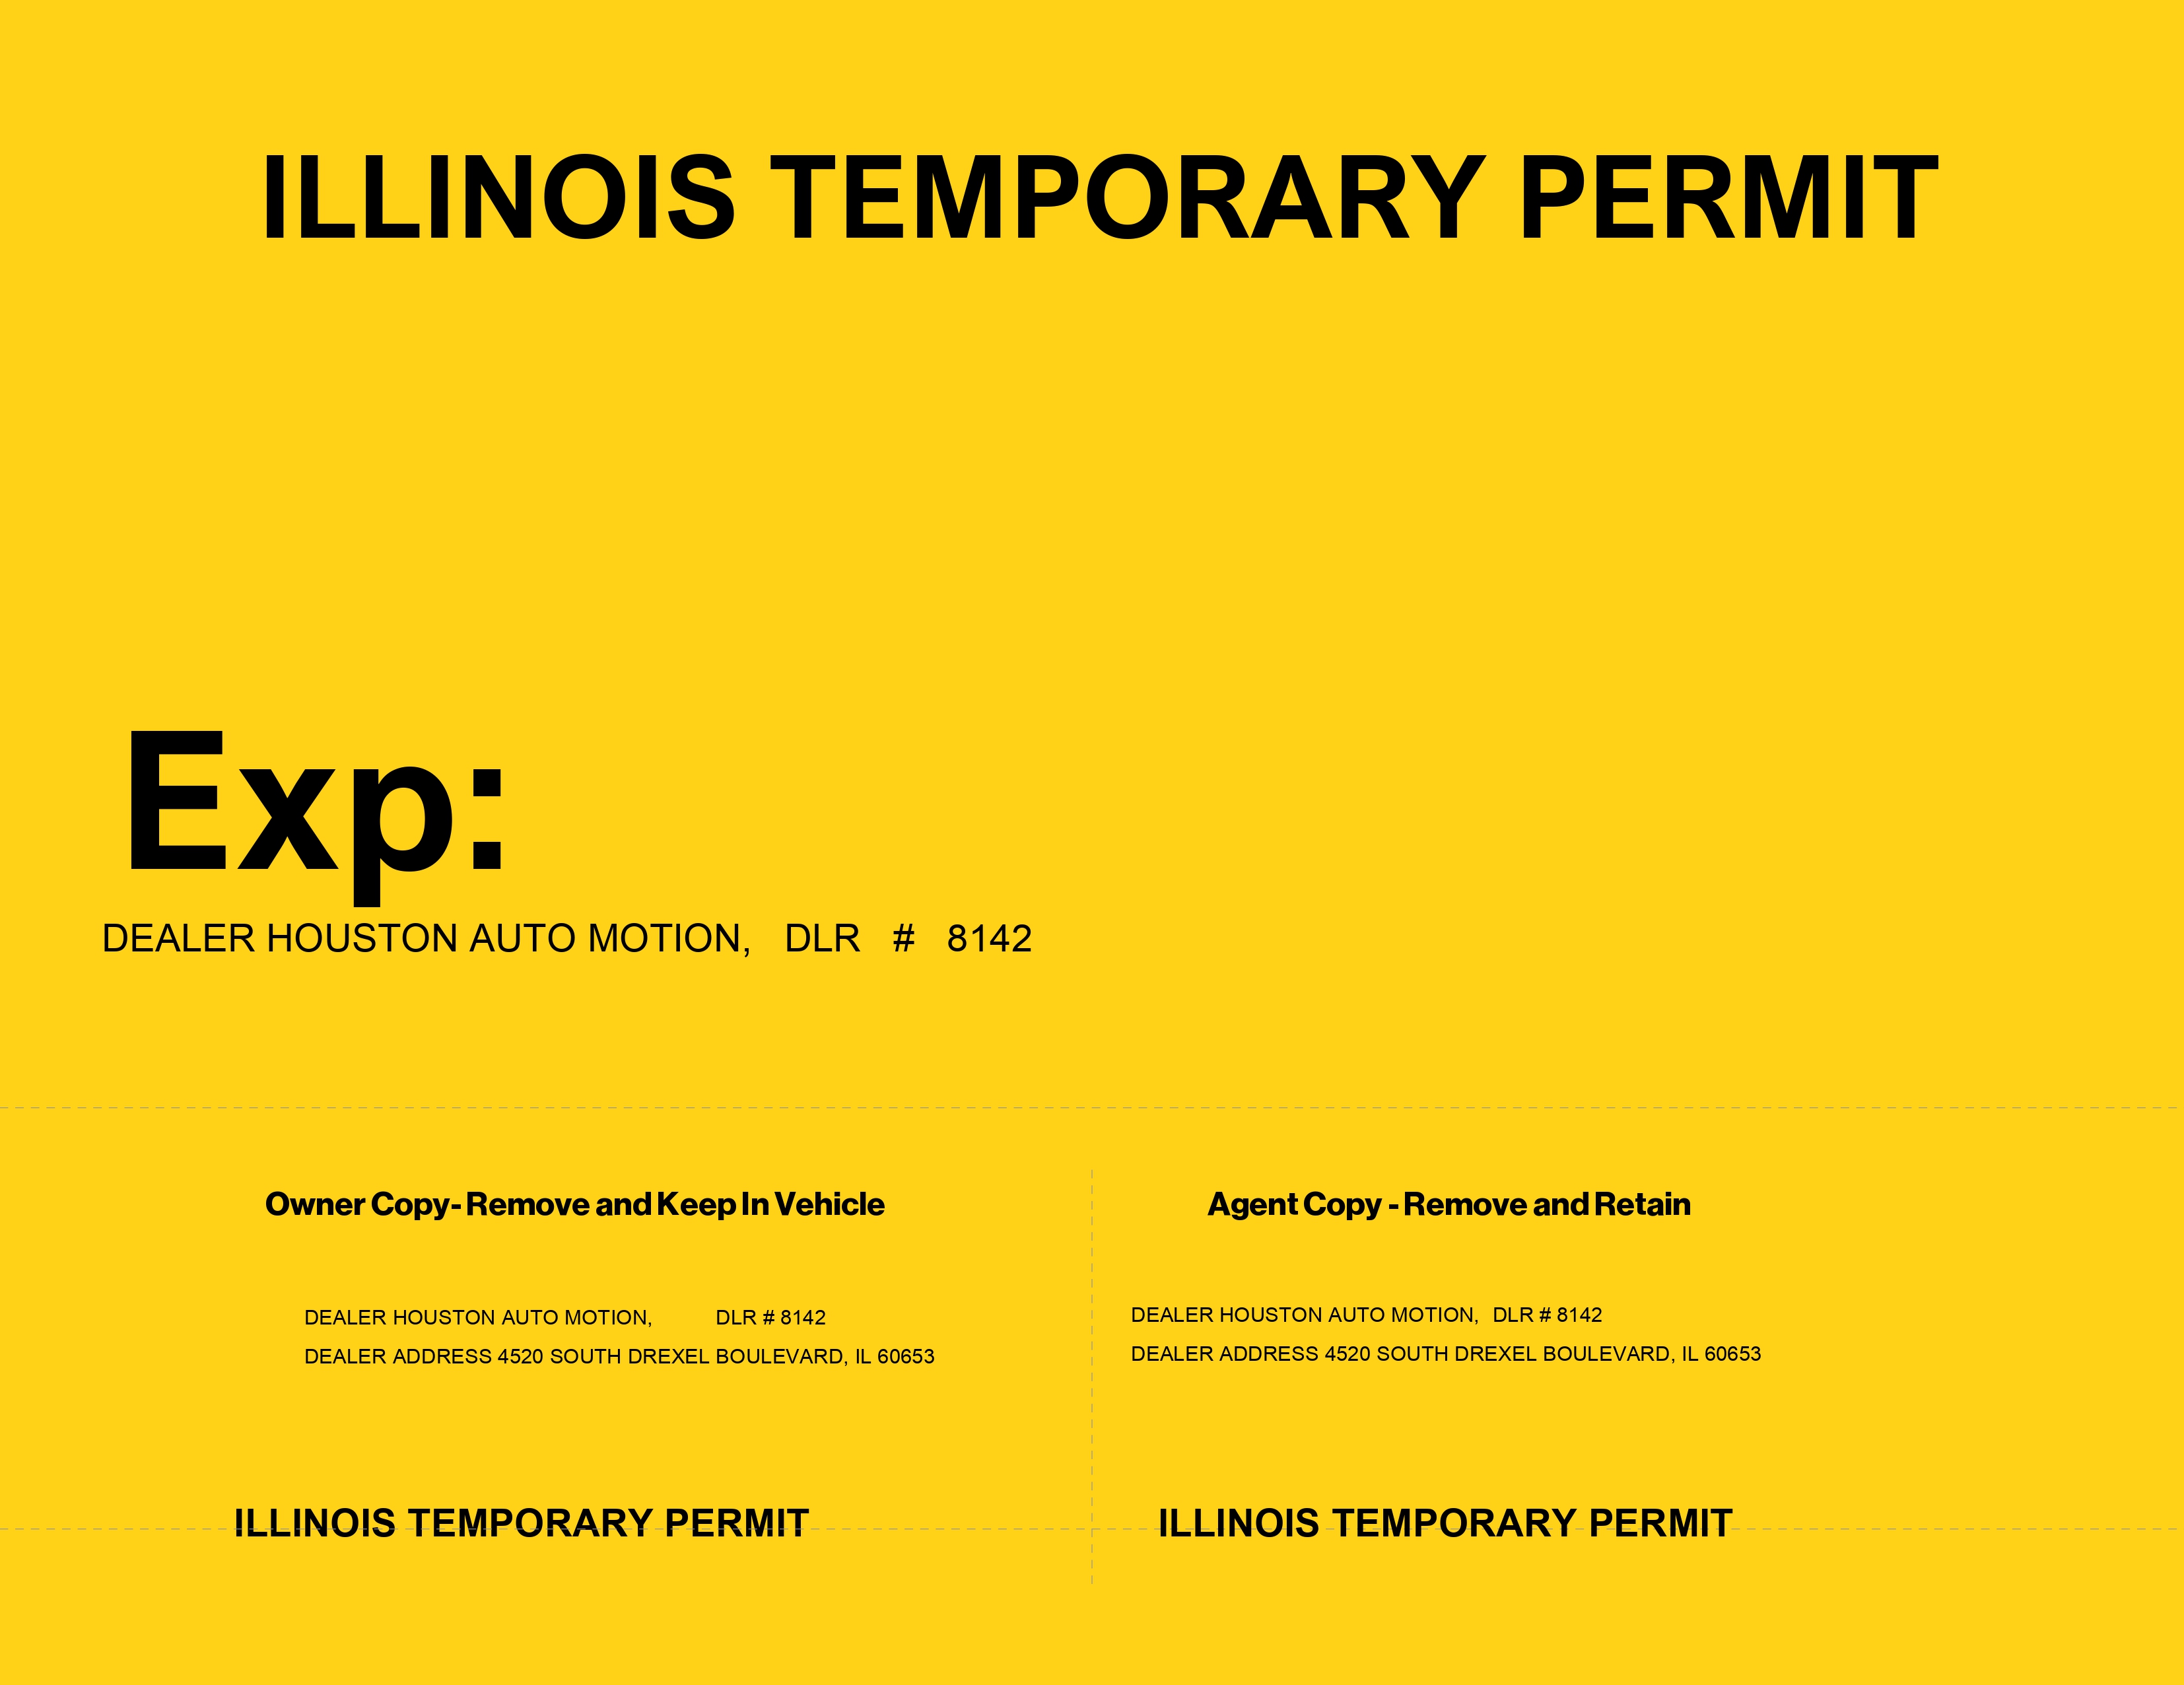 ILLINOIS TEMPORARY PERMIT
Exp:
DEALER HOUSTON AUTO MOTION, DLR # 8142
Owner Copy- Remove and Keep In Vehicle
DEALER HOUSTON AUTO MOTION, DLR # 8142
DEALER ADDRESS 4520 SOUTH DREXEL BOULEVARD, IL 60653
ILLINOIS TEMPORARY PERMIT
Agent Copy - Remove and Retain
DEALER HOUSTON AUTO MOTION, DLR # 8142
DEALER ADDRESS 4520 SOUTH DREXEL BOULEVARD, IL 60653
ILLINOIS TEMPORARY PERMIT